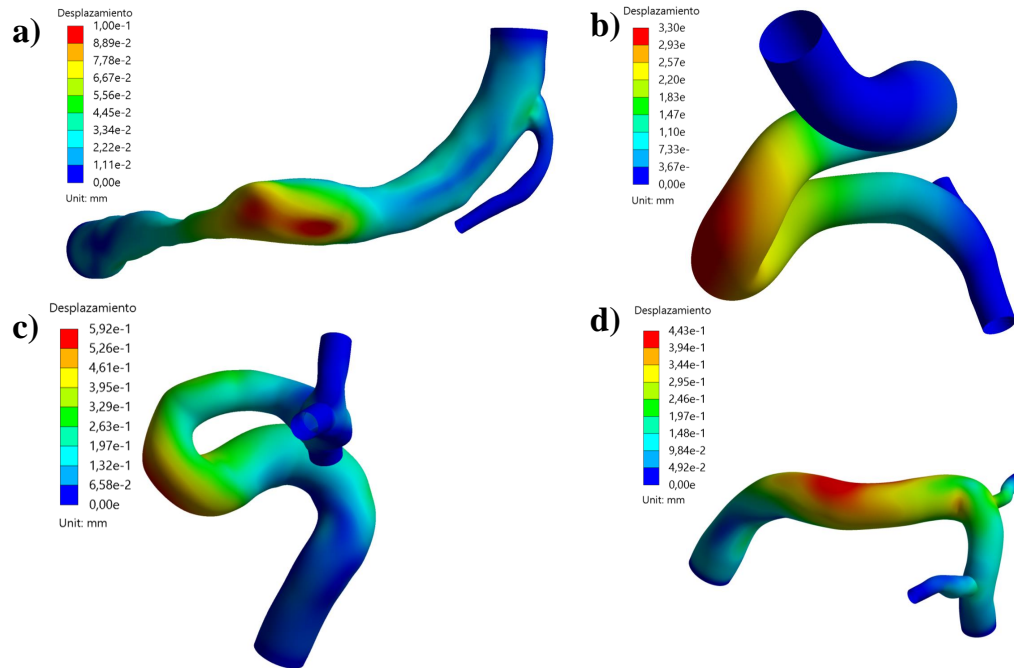 a)
Desplazamiento
1,00e-1
8,89e-2
7,78e-2
6,67e-2
5,56e-2
4,45e-2
3,34e-2
2,22e-2
1,11e-2
0,00e
Unit: mm
b)
Desplazamiento
3,30e
2,93e
2,57e
2,20e
1,83e
1,47e
1,10e
7,33e-
3,67e-
0,00e
Unit: mm
c)
Desplazamiento
5,92e-1
5,26e-1
4,61e-1
3,95e-1
3,29e-1
2,63e-1
1,97e-1
1,32e-1
6,58e-2
0,00e
Unit: mm
d)
Desplazamiento
4,43e-1
3,94e-1
3,44e-1
2,95e-1
2,46e-1
1,97e-1
1,48e-1
9,84e-2
4,92e-2
0,00e
Unit: mm